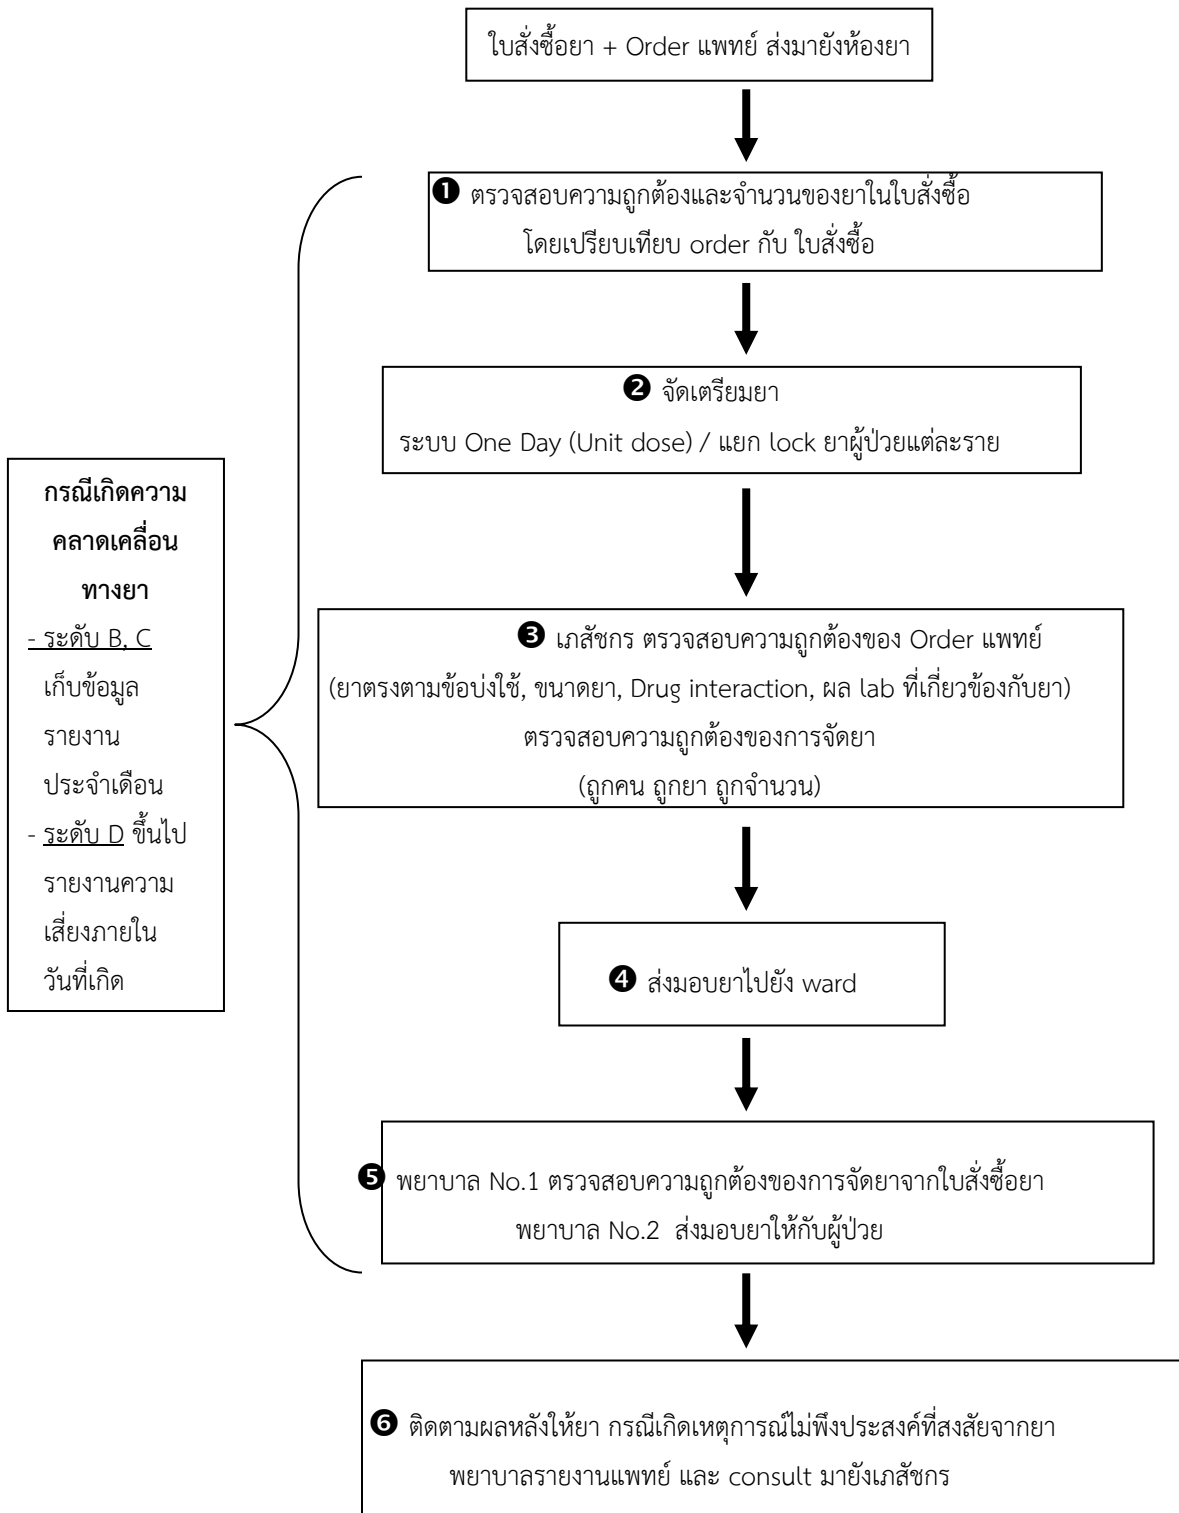 ใบสั่งซื้อยา + Order แพทย์ ส่งมายังห้องยา
❶ ตรวจสอบความถูกต้องและจำนวนของยาในใบสั่งซื้อ
โดยเปรียบเทียบ order กับ ใบสั่งซื้อ
❷ จัดเตรียมยา
ระบบ One Day (Unit dose) / แยก lock ยาผู้ป่วยแต่ละราย
กรณีเกิดความ
คลาดเคลื่อน
ทางยา
- ระดับ B, C
เก็บข้อมูล
รายงาน
ประจำเดือน
- ระดับ D ขึ้นไป
รายงานความ
เสี่ยงภายใน
วันที่เกิด
❸ เภสัชกร ตรวจสอบความถูกต้องของ Order แพทย์
(ยาตรงตามข้อบ่งใช้, ขนาดยา, Drug interaction, ผล lab ที่เกี่ยวข้องกับยา)
ตรวจสอบความถูกต้องของการจัดยา
(ถูกคน ถูกยา ถูกจำนวน)
❹ ส่งมอบยาไปยัง ward
❺ พยาบาล No.1 ตรวจสอบความถูกต้องของการจัดยาจากใบสั่งซื้อยา
พยาบาล No.2 ส่งมอบยาให้กับผู้ป่วย
❻ ติดตามผลหลังให้ยา กรณีเกิดเหตุการณ์ไม่พึงประสงค์ที่สงสัยจากยา
พยาบาลรายงานแพทย์ และ consult มายังเภสัชกร